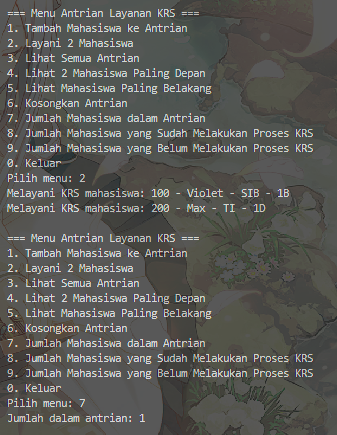 === Menu Antrian Layanan KRS ===
1. Tambah Mahasiswa ke Antrian
2. Layani 2 Mahasiswa
3. Lihat Semua Antrian
4. Lihat 2 Mahasiswa Paling Depan
5. Lihat Mahasiswa Paling Belakang
6. Kosongkan Antrian
7. Jumlah Mahasiswa dalam Antrian
8. Jumlah Mahasiswa yang Sudah Melakukan Proses KRS
9. Jumlah Mahasiswa yang Belum Melakukan Proses KRS
0. Keluar
Pilih menu: 2
Melayani KRS mahasiswa: 100 - Violet - SIB - 1B
Melayani KRS mahasiswa: 200 - Max - TI - 1D
=== Menu Antrian Layanan KRS ===
1. Tambah Mahasiswa ke Antrian
2. Layani 2 Mahasiswa
3. Lihat Semua Antrian
4. Lihat 2 Mahasiswa Paling Depan
5. Lihat Mahasiswa Paling Belakang
6. Kosongkan Antrian
7. Jumlah Mahasiswa dalam Antrian
8. Jumlah Mahasiswa yang Sudah Melakukan Proses KRS
9. Jumlah Mahasiswa yang Belum Melakukan Proses KRS
0. Keluar
Pilih menu: 7
Jumlah dalam antrian: 1